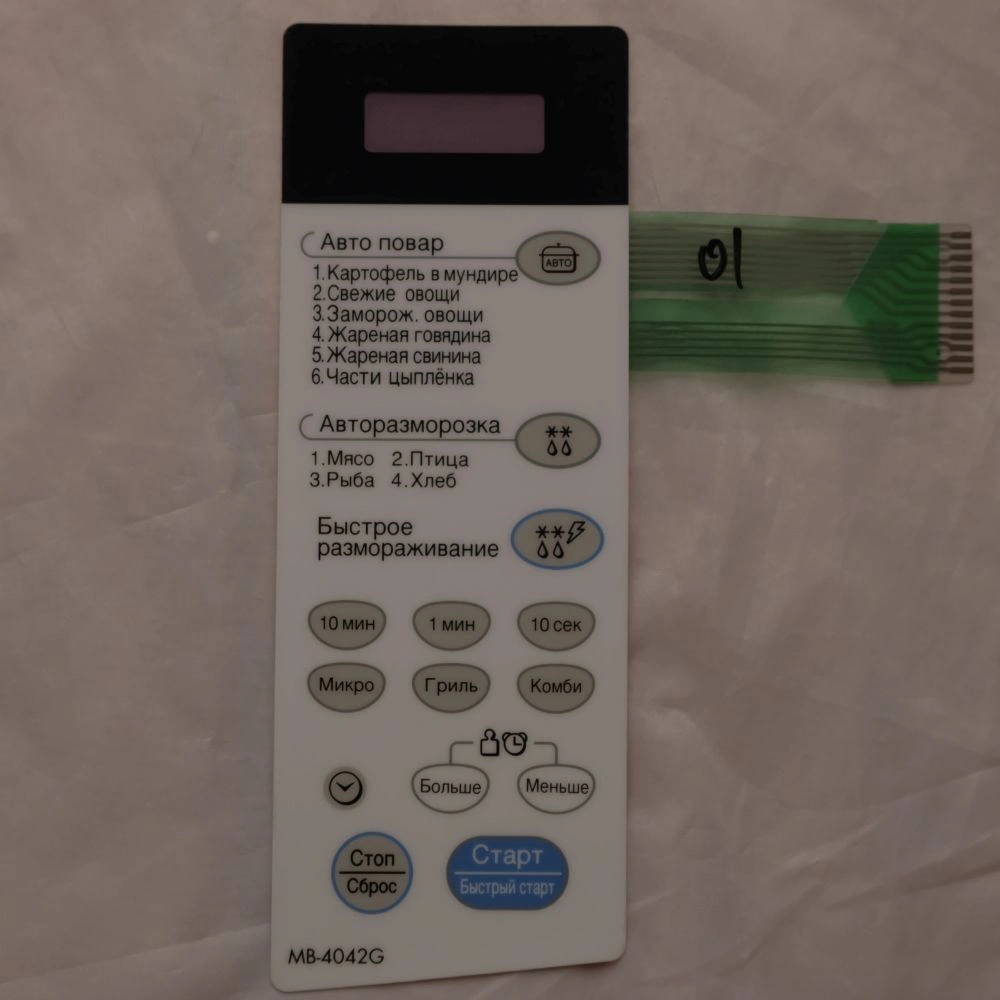 Авто повар
АВТО
1.Картофель в мундире
2.Свежие овощи
3.Заморож. овощи
4.Жареная говядина
5.Жареная свинина
6.Части цыплёнка
01
Авторазморозка
1.Мясо 2.Птица
3.Рыба 4.Хлеб
Быстрое
размораживание
10 мин 1 мин 10 сек
Микро Гриль Комби
Больше Меньше
Стоп
Сброс
Старт
Быстрый старт
MB-4042G